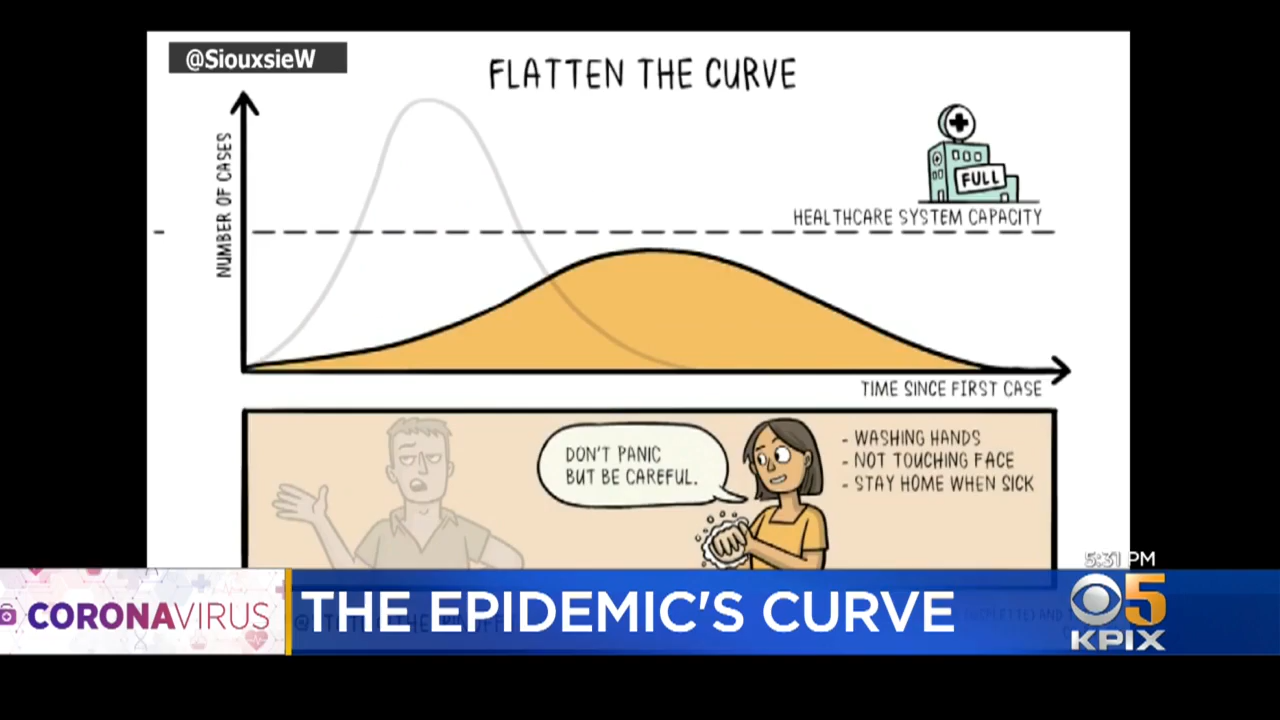 @SiouxsieW
FLATTEN THE CURVE
NUMBER OF CASES
FULL
HEALTHCARE SYSTEM CAPACITY
TIME SINCE FIRST CASE
DON'T PANIC
BUT BE CAREFUL.
- WASHING HANDS
- NOT TOUCHING FACE
- STAY HOME WHEN SICK
5:31 PM
CORONAVIRUS
THE EPIDEMIC'S CURVE
5
KPIX